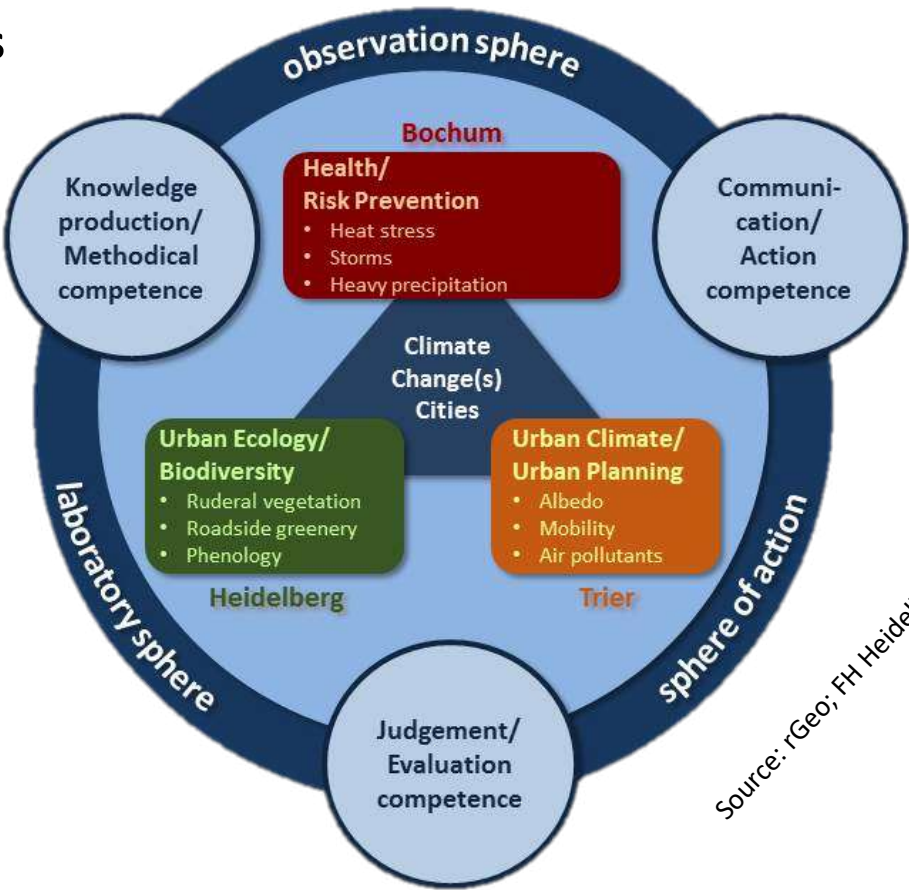 s
observation sphere
Bochum
Health/
Risk Prevention
• Heat stress
• Storms
• Heavy precipitation
Knowledge
production/
Methodical
competence
Communi-
cation/
Action
competence
Climate
Change(s)
Cities
Urban Ecology/
Biodiversity
• Ruderal vegetation
• Roadside greenery
• Phenology
Heidelberg
Urban Climate/
Urban Planning
• Albedo
• Mobility
• Air pollutants
Trier
laboratory sphere
sphere of action
Judgement/
Evaluation
competence
Source: rGeo; FH